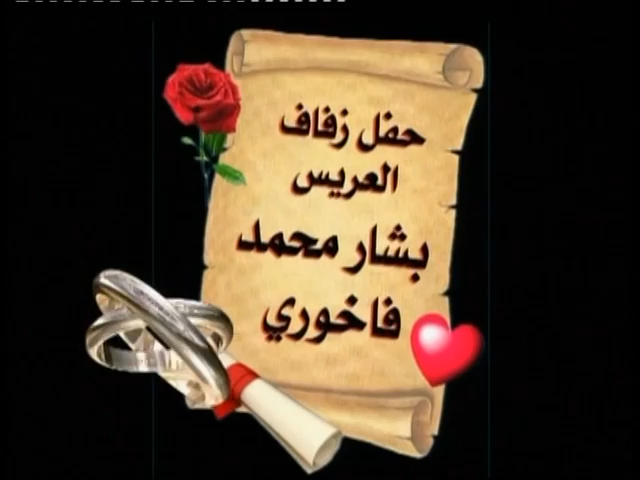 حفل زفاف
العريس
بشار محمد
فاخوري